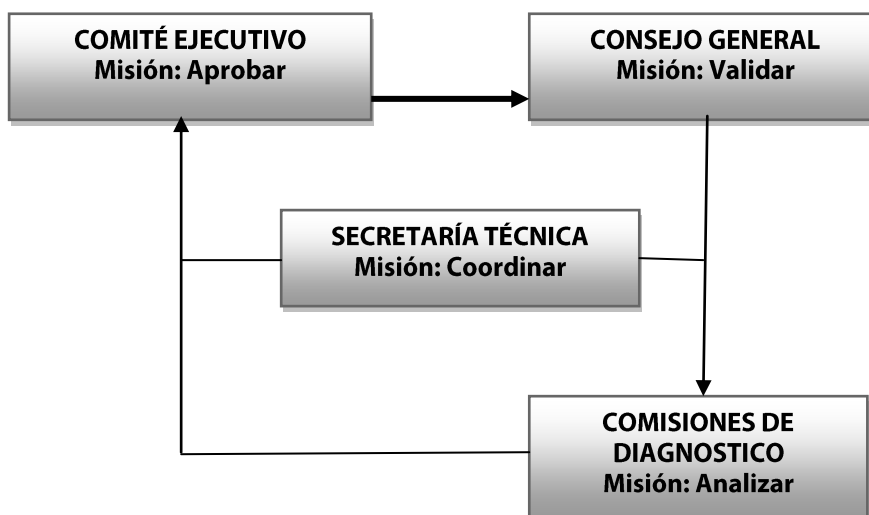 COMITÉ EJECUTIVO
Misión: Aprobar
CONSEJO GENERAL
Misión: Validar
SECRETARÍA TÉCNICA
Misión: Coordinar
COMISIONES DE
DIAGNOSTICO
Misión: Analizar